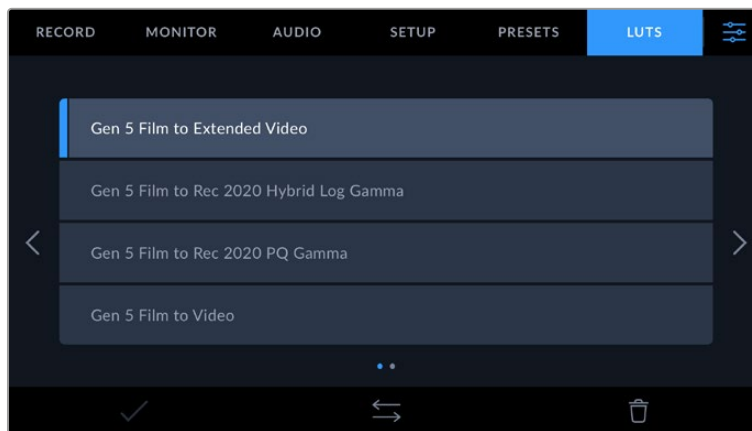 RECORD MONITOR AUDIO SETUP PRESETS LUTS
Gen 5 Film to Extended Video
Gen 5 Film to Rec 2020 Hybrid Log Gamma
Gen 5 Film to Rec 2020 PQ Gamma
Gen 5 Film to Video